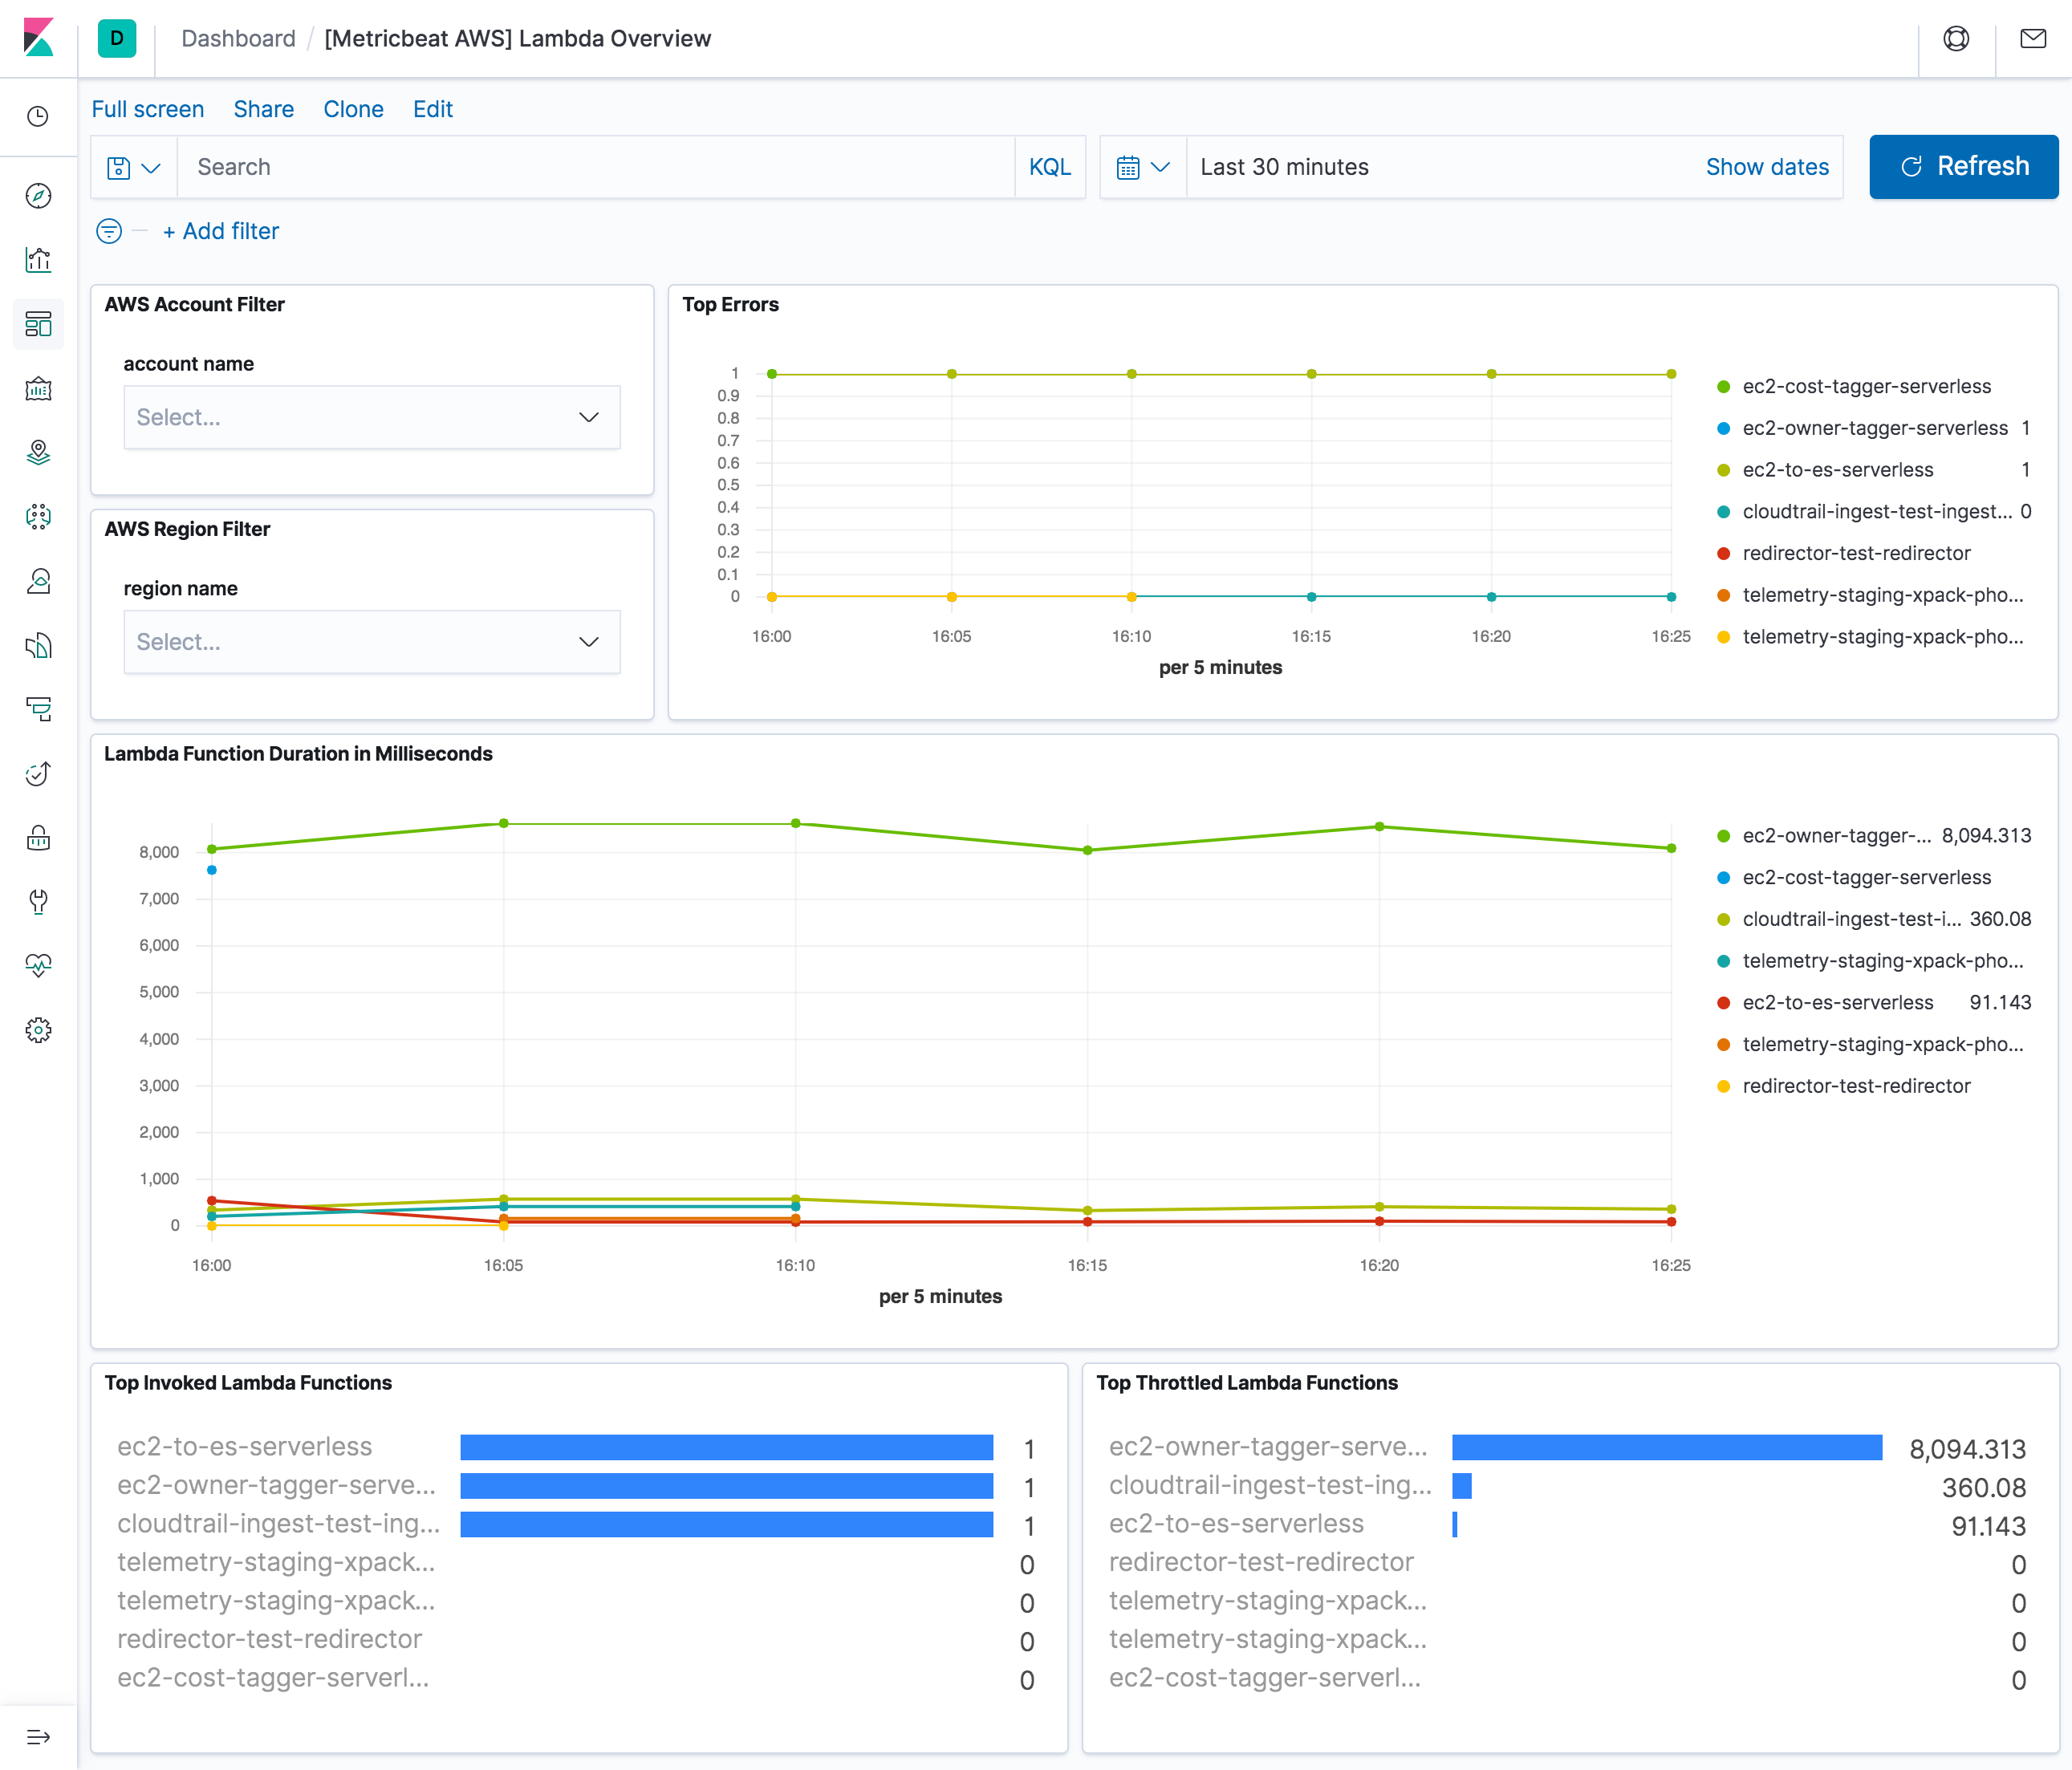 D Dashboard / [Metricbeat AWS] Lambda Overview
Full screen Share Clone Edit
Search KQL Last 30 minutes Show dates Refresh
+ Add filter
AWS Account Filter
account name
Select...
AWS Region Filter
region name
Select...
Top Errors
1
0.9
0.8
0.7
0.6
0.5
0.4
0.3
0.2
0.1
0
16:00 16:05 16:10 16:15 16:20 16:25
per 5 minutes
ec2-cost-tagger-serverless
ec2-owner-tagger-serverless 1
ec2-to-es-serverless 1
cloudtrail-ingest-test-ingest... 0
redirector-test-redirector
telemetry-staging-xpack-pho...
telemetry-staging-xpack-pho...
Lambda Function Duration in Milliseconds
8,000
7,000
6,000
5,000
4,000
3,000
2,000
1,000
0
16:00 16:05 16:10 16:15 16:20 16:25
per 5 minutes
ec2-owner-tagger-... 8,094.313
ec2-cost-tagger-serverless
cloudtrail-ingest-test-i... 360.08
telemetry-staging-xpack-pho...
ec2-to-es-serverless 91.143
telemetry-staging-xpack-pho...
redirector-test-redirector
Top Invoked Lambda Functions
ec2-to-es-serverless 1
ec2-owner-tagger-serve... 1
cloudtrail-ingest-test-ing... 1
telemetry-staging-xpack... 0
telemetry-staging-xpack... 0
redirector-test-redirector 0
ec2-cost-tagger-serverl... 0
Top Throttled Lambda Functions
ec2-owner-tagger-serve... 8,094.313
cloudtrail-ingest-test-ing... 360.08
ec2-to-es-serverless 91.143
redirector-test-redirector 0
telemetry-staging-xpack... 0
telemetry-staging-xpack... 0
ec2-cost-tagger-serverl... 0